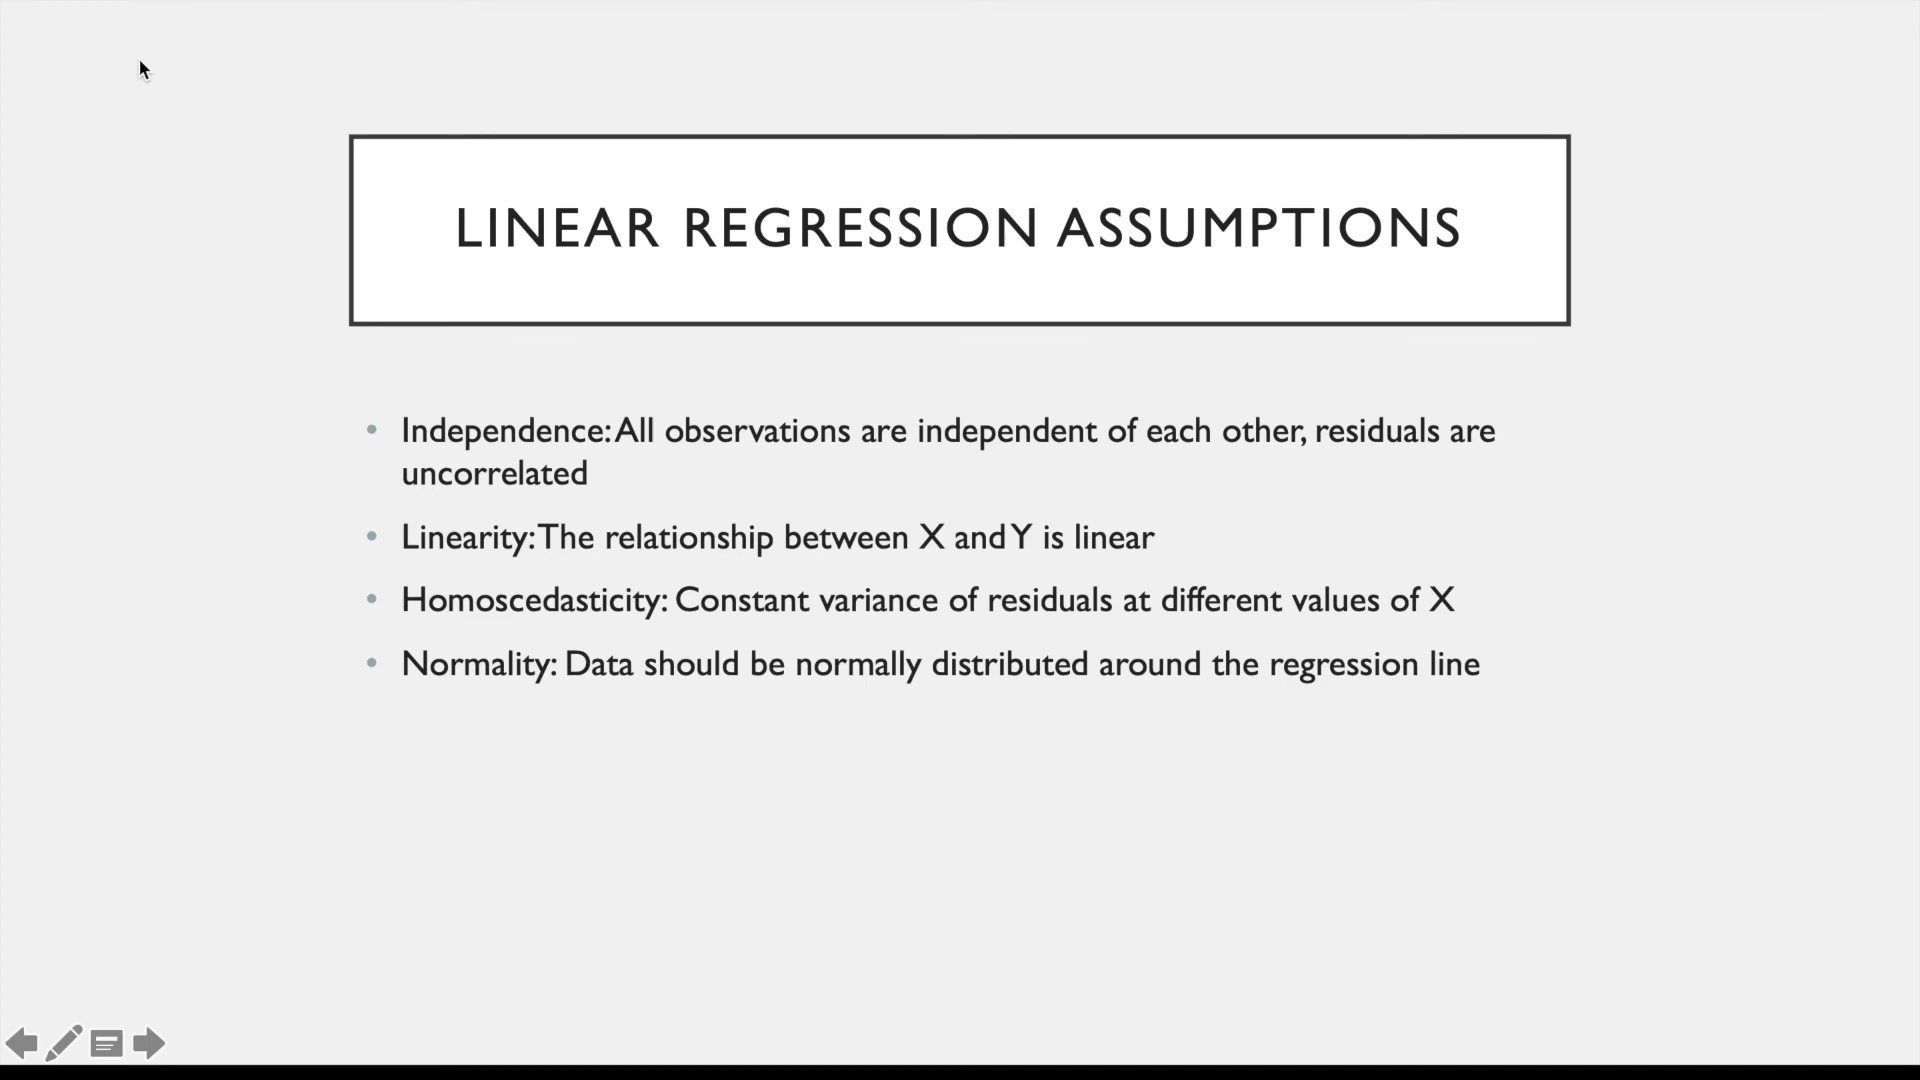 LINEAR REGRESSION ASSUMPTIONS
• Independence: All observations are independent of each other, residuals are
uncorrelated
• Linearity: The relationship between X and Y is linear
• Homoscedasticity: Constant variance of residuals at different values of X
• Normality: Data should be normally distributed around the regression line